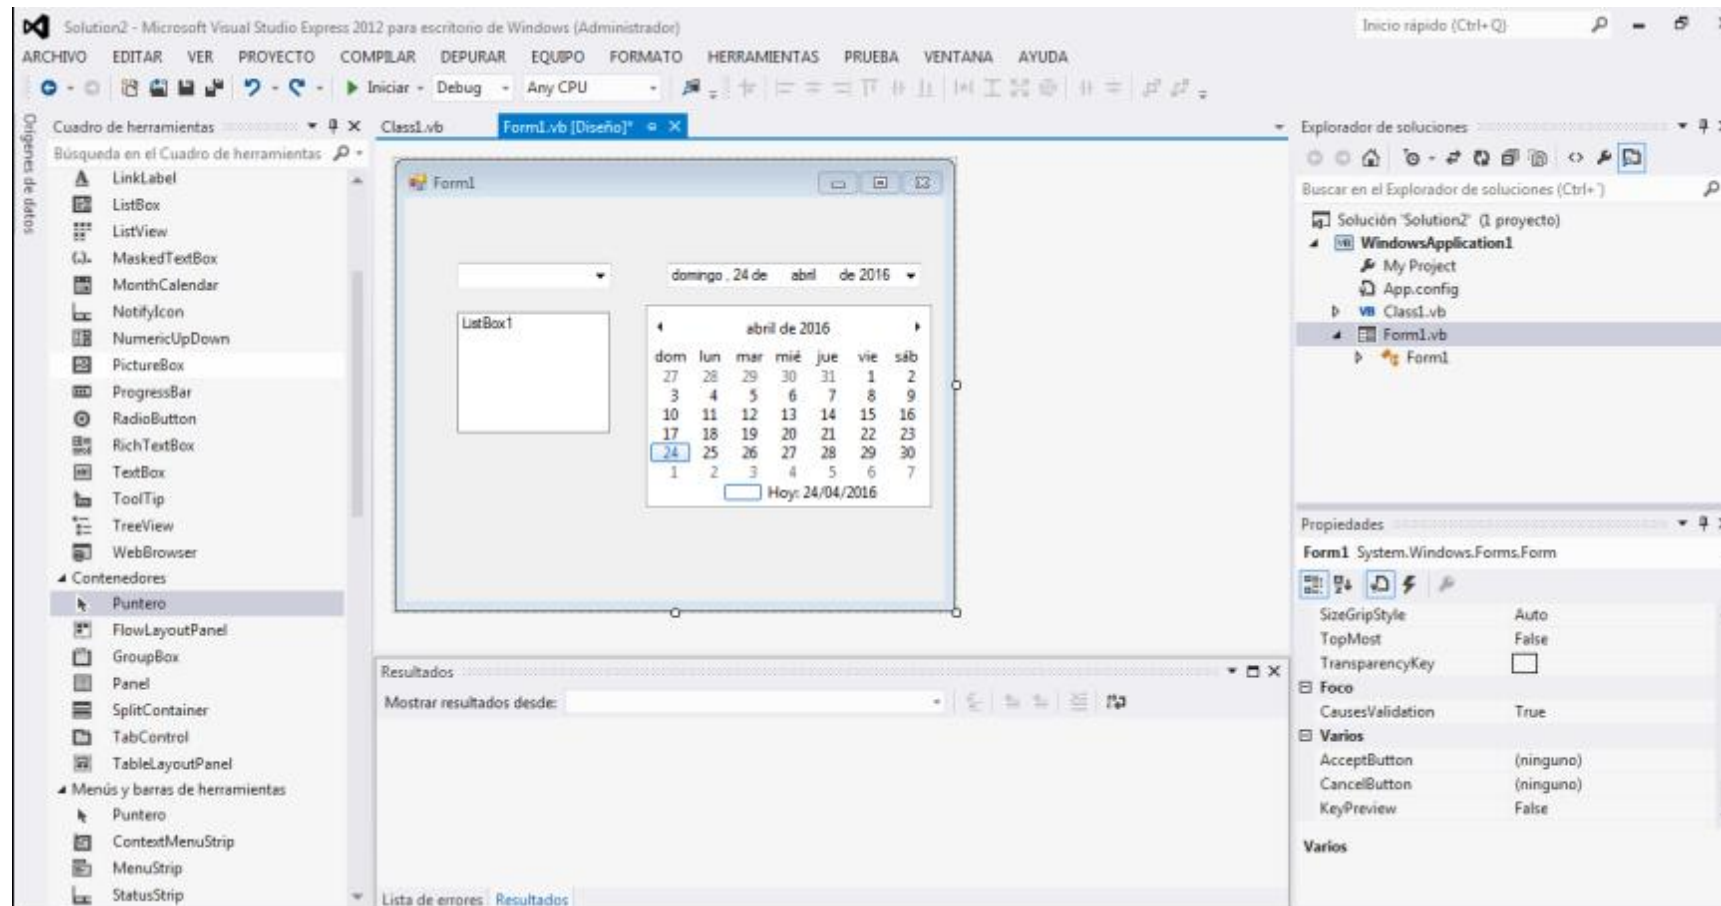 Solution2 - Microsoft Visual Studio Express 2012 para escritorio de Windows (Administrador)
Inicio rápido (Ctrl+Q)
ARCHIVO EDITAR VER PROYECTO COMPILAR DEPURAR EQUIPO FORMATO HERRAMIENTAS PRUEBA VENTANA AYUDA
Iniciar Debug Any CPU
Orígenes de datos
Cuadro de herramientas
Búsqueda en el Cuadro de herramientas
LinkLabel
ListBox
ListView
MaskedTextBox
MonthCalendar
NotifyIcon
NumericUpDown
PictureBox
ProgressBar
RadioButton
RichTextBox
TextBox
ToolTip
TreeView
WebBrowser
Contenedores
Puntero
FlowLayoutPanel
GroupBox
Panel
SplitContainer
TabControl
TableLayoutPanel
Menús y barras de herramientas
Puntero
ContextMenuStrip
MenuStrip
StatusStrip
Class1.vb Form1.vb [Diseño]*
Form1
domingo , 24 de abril de 2016
ListBox1
abril de 2016
dom lun mar mié jue vie sáb
27 28 29 30 31 1 2
3 4 5 6 7 8 9
10 11 12 13 14 15 16
17 18 19 20 21 22 23
24 25 26 27 28 29 30
1 2 3 4 5 6 7
Hoy: 24/04/2016
Resultados
Mostrar resultados desde:
Lista de errores Resultados
Explorador de soluciones
Buscar en el Explorador de soluciones (Ctrl+`)
Solución 'Solution2' (1 proyecto)
WindowsApplication1
My Project
App.config
Class1.vb
Form1.vb
Form1
Propiedades
Form1 System.Windows.Forms.Form
SizeGripStyle Auto
TopMost False
TransparencyKey
Foco
CausesValidation True
Varios
AcceptButton (ninguno)
CancelButton (ninguno)
KeyPreview False
Varios